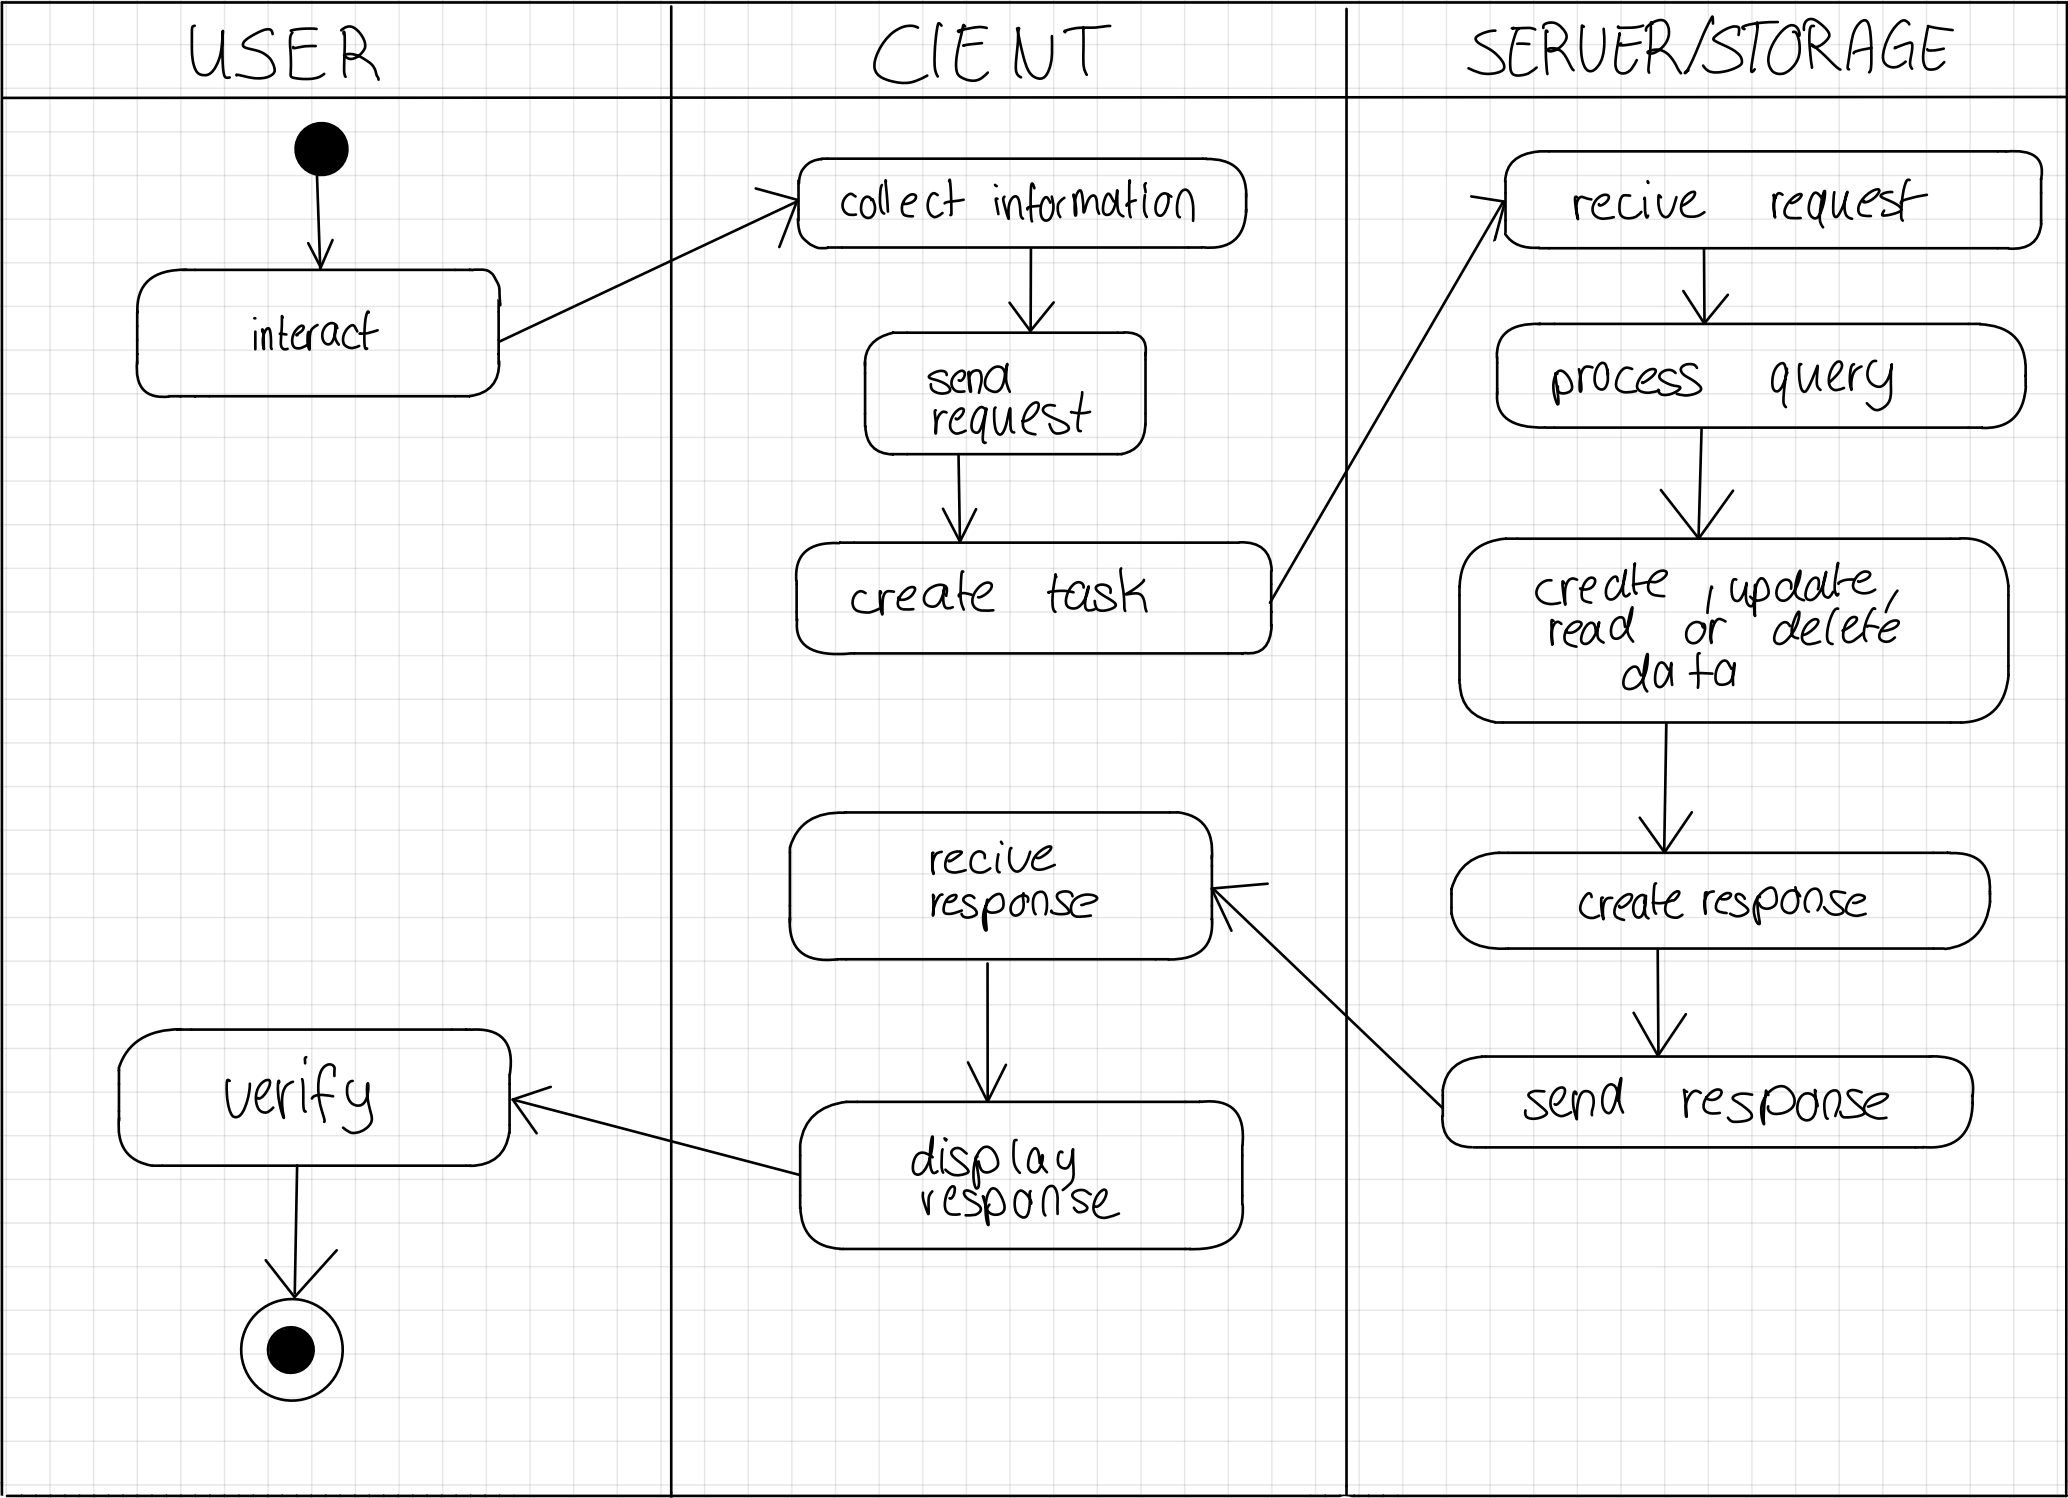 USER
CIENT
SERVER/STORAGE
interact
collect information
send
request
create task
recive request
process query
create , update,
read or delete
data
create response
send response
recive
response
display
response
verify